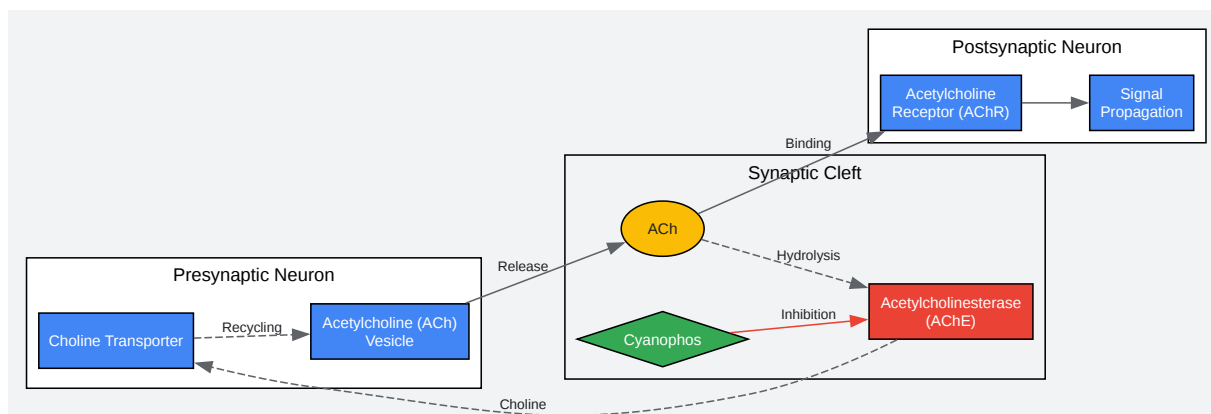 Postsynaptic Neuron
Acetylcholine
Receptor (AChR)
Signal
Propagation
Binding
Synaptic Cleft
ACh
Hydrolysis
Release
Presynaptic Neuron
Acetylcholinesterase
(AChE)
Inhibition
Cyanophos
Acetylcholine (ACh)
Vesicle
Recycling
Choline Transporter
Choline